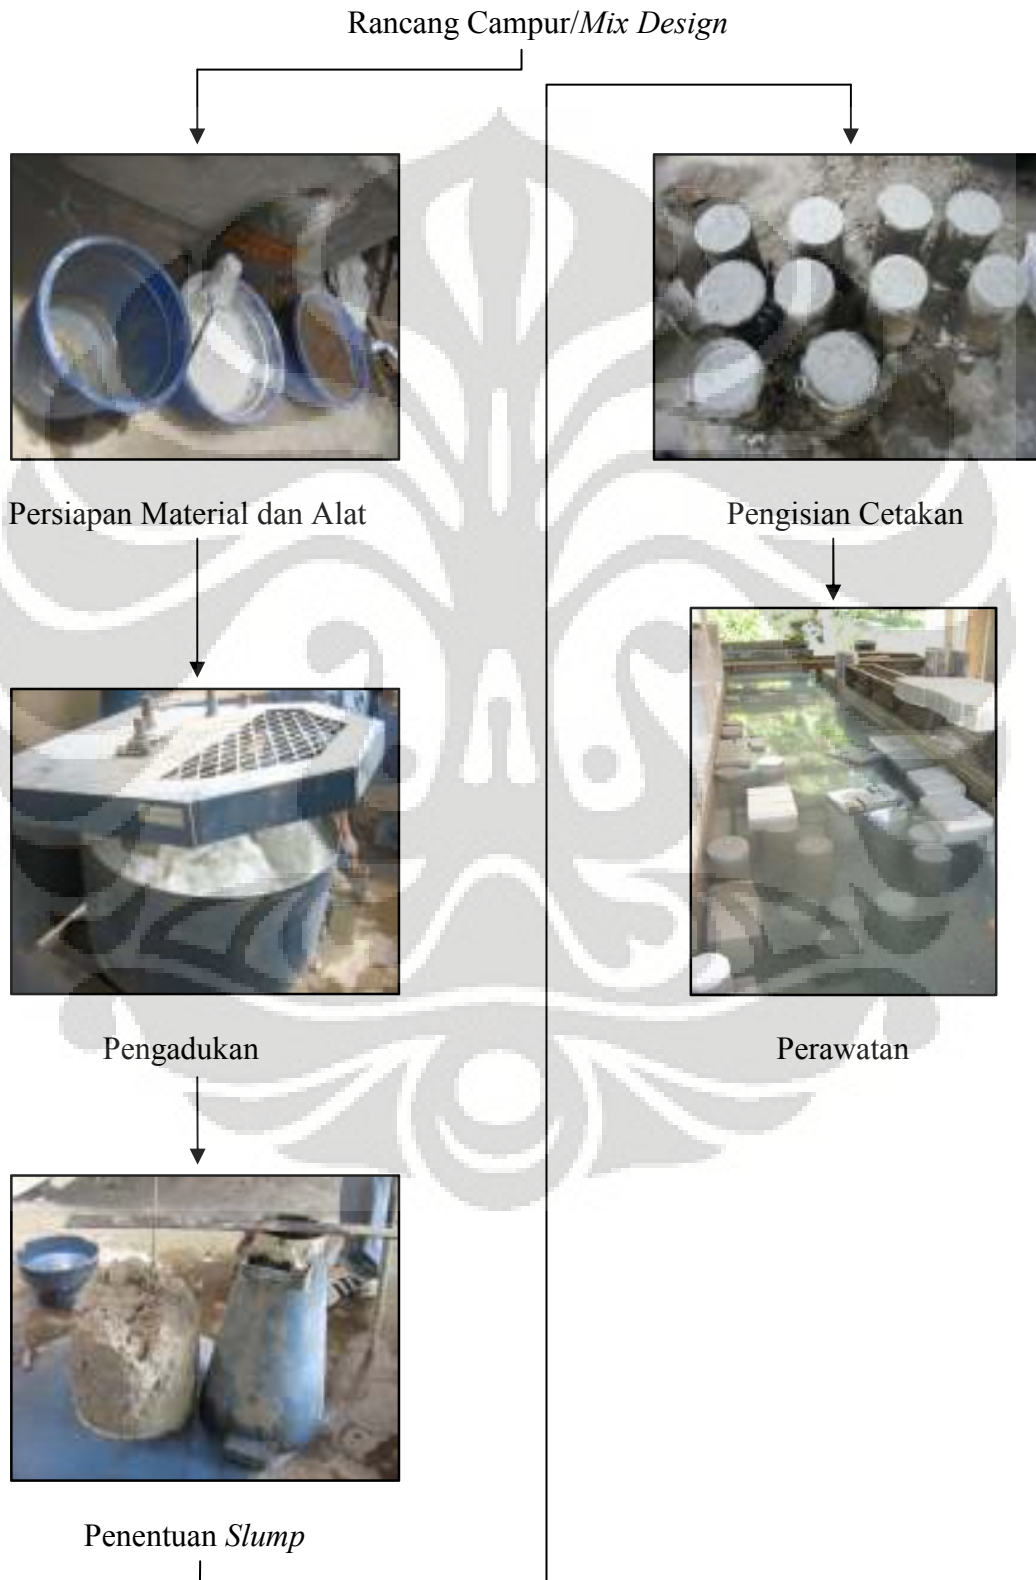 Rancang Campur/Mix Design
Persiapan Material dan Alat
Pengadukan
Penentuan Slump
Pengisian Cetakan
Perawatan